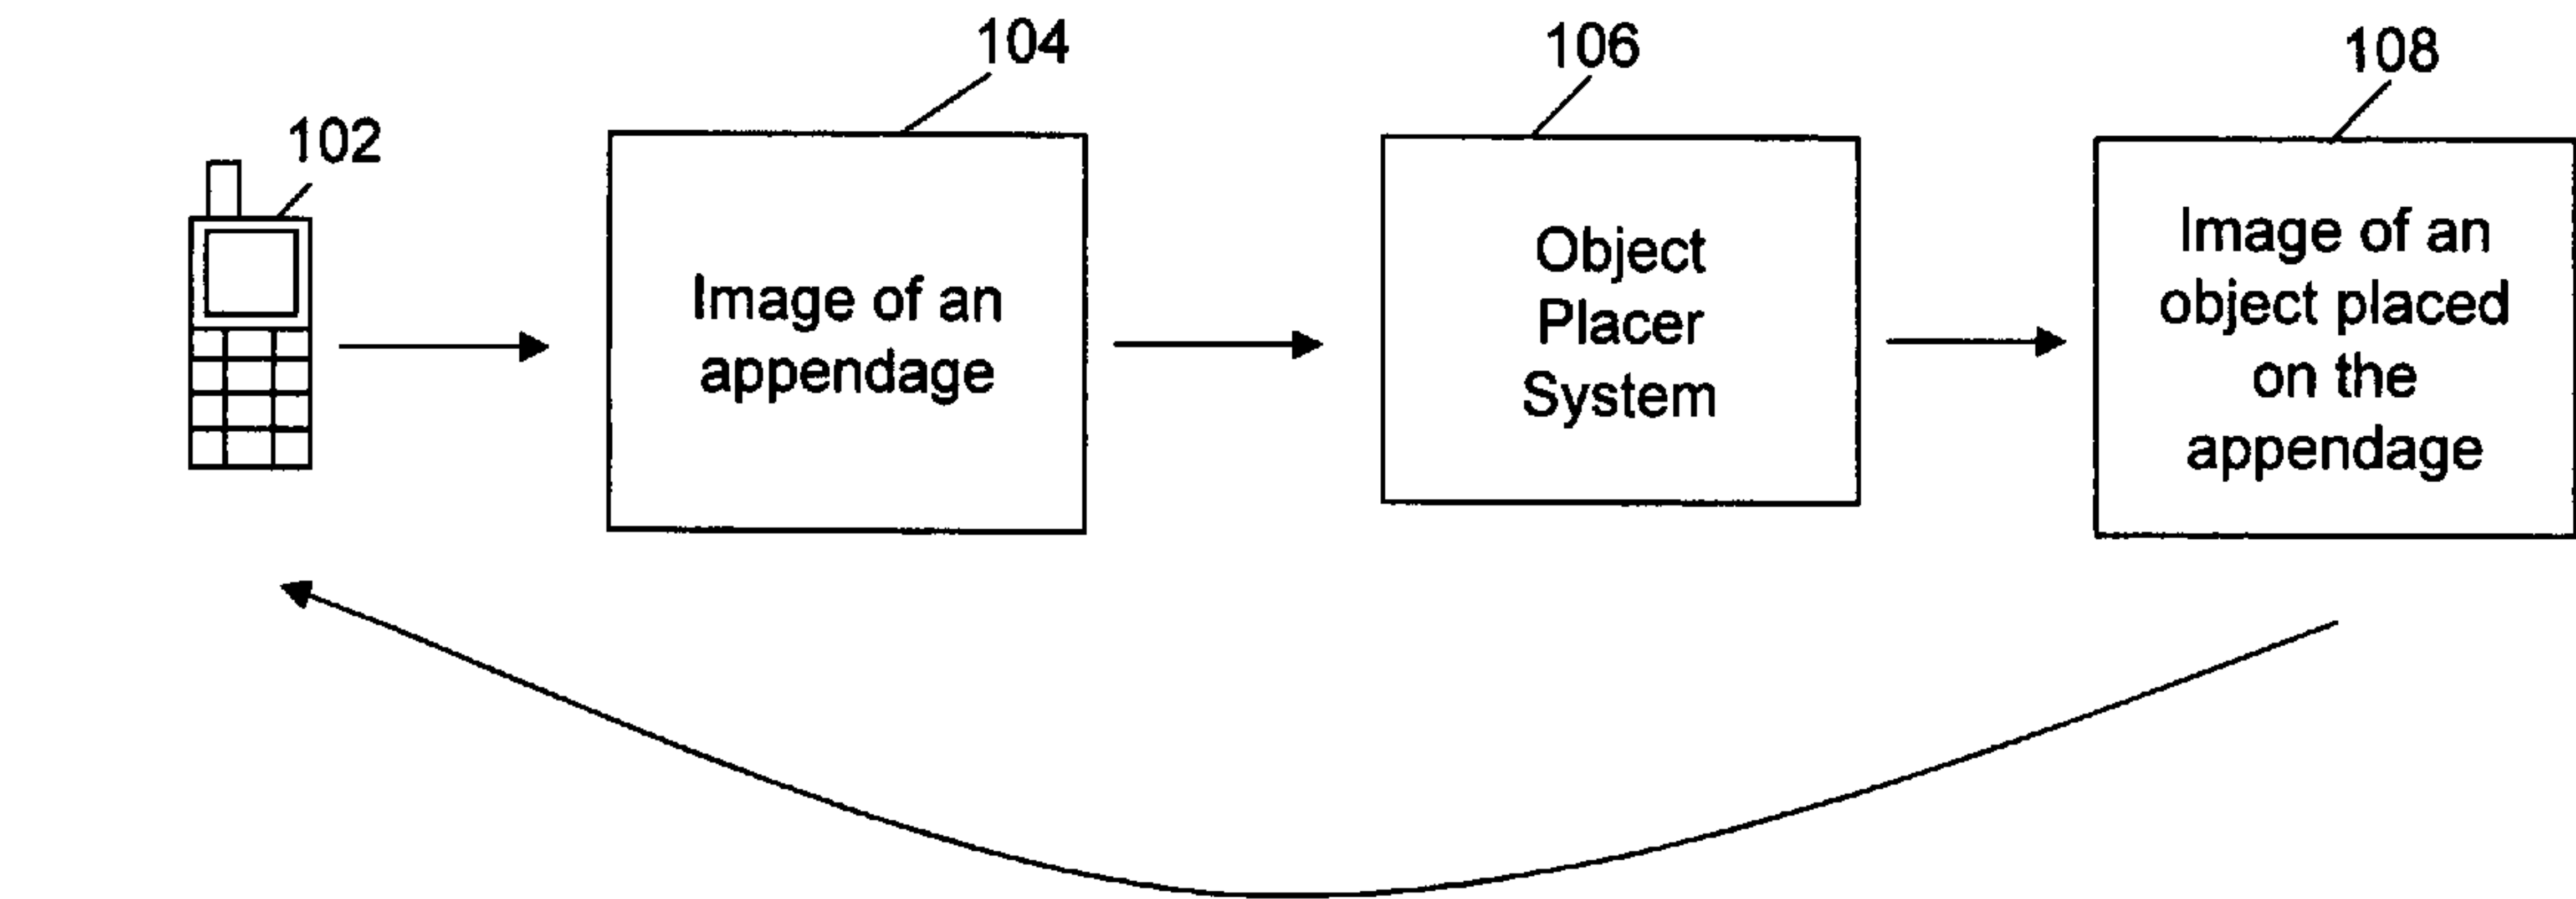 102
104
Image of an
appendage
106
Object
Placer
System
108
Image of an
object placed
on the
appendage